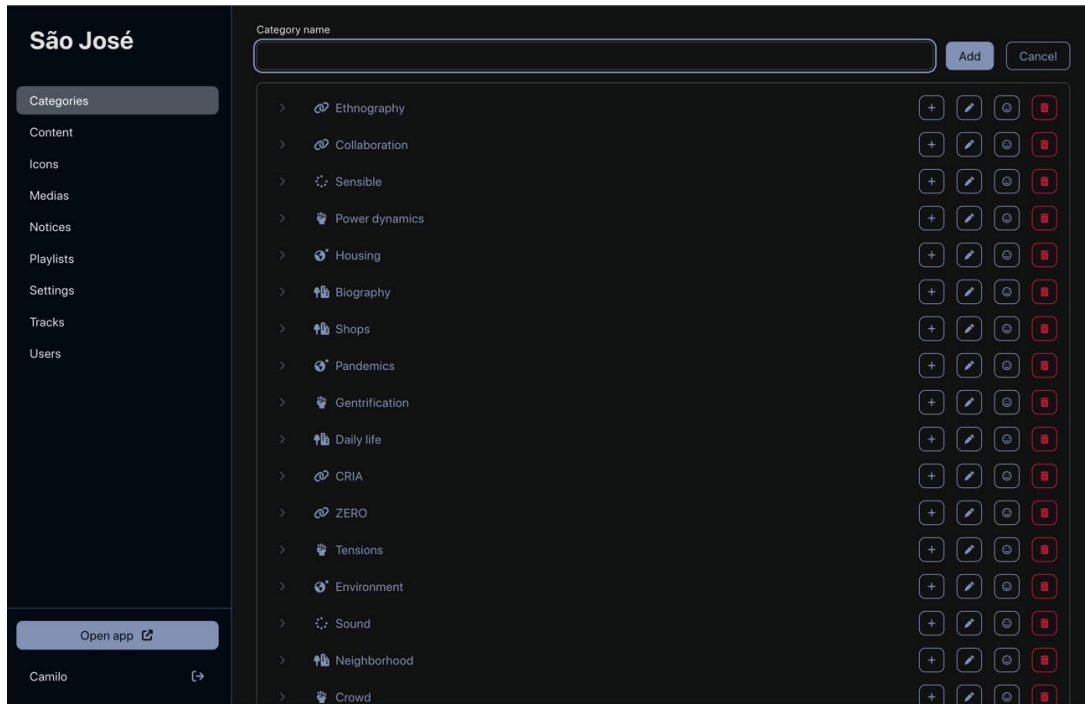 São José
Categories
Content
Icons
Medias
Notices
Playlists
Settings
Tracks
Users
Open app
Camilo
Category name
Add
Cancel
Ethnography
Collaboration
Sensible
Power dynamics
Housing
Biography
Shops
Pandemics
Gentrification
Daily life
CRIA
ZERO
Tensions
Environment
Sound
Neighborhood
Crowd